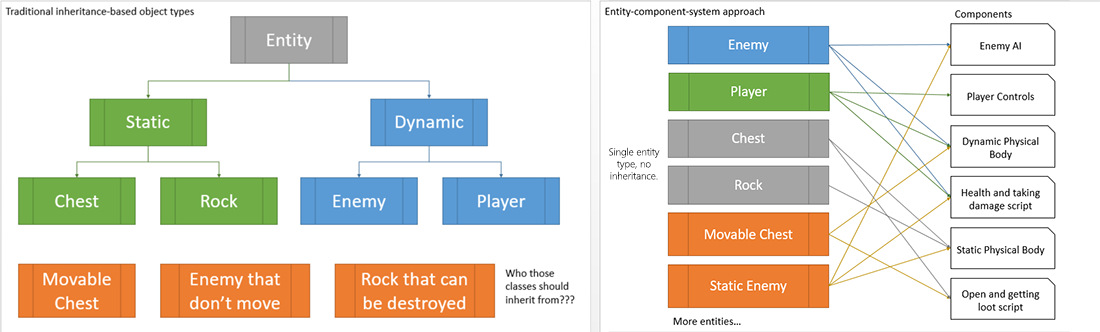 Traditional inheritance-based object types
Entity
Static
Dynamic
Chest
Rock
Enemy
Player
Movable
Chest
Enemy that
don't move
Rock that can
be destroyed
Who those
classes should
inherit from???
Entity-component-system approach
Components
Single entity
type, no
inheritance.
Enemy
Player
Chest
Rock
Movable Chest
Static Enemy
More entities...
Enemy AI
Player Controls
Dynamic Physical
Body
Health and taking
damage script
Static Physical Body
Open and getting
loot script